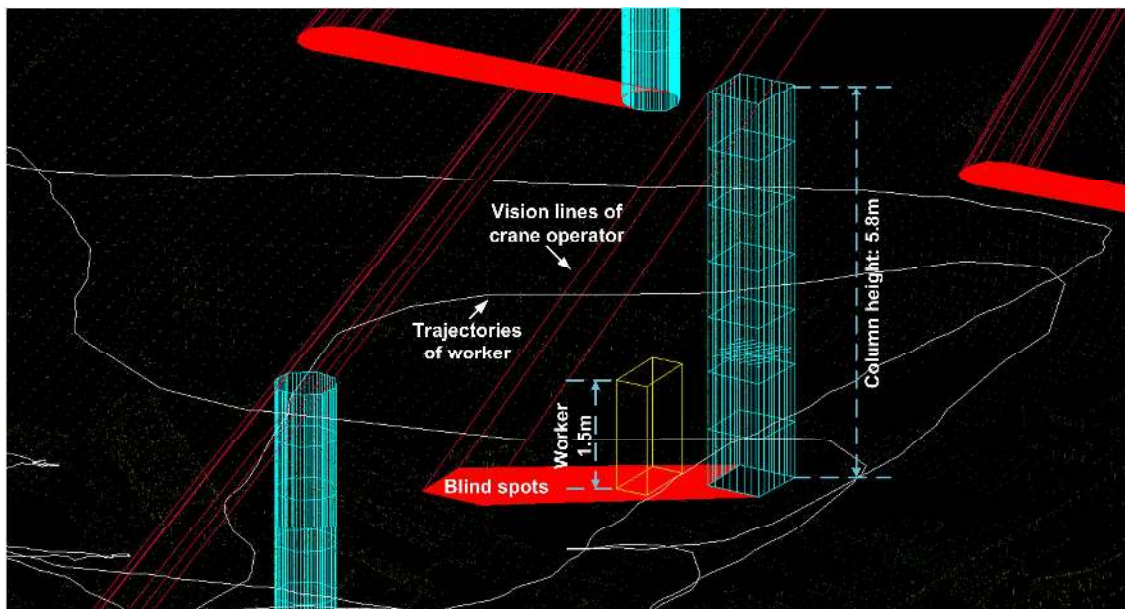 Vision lines of
crane operator
Trajectories
of worker
Column height: 5.8m
Worker
1.5m
Blind spots